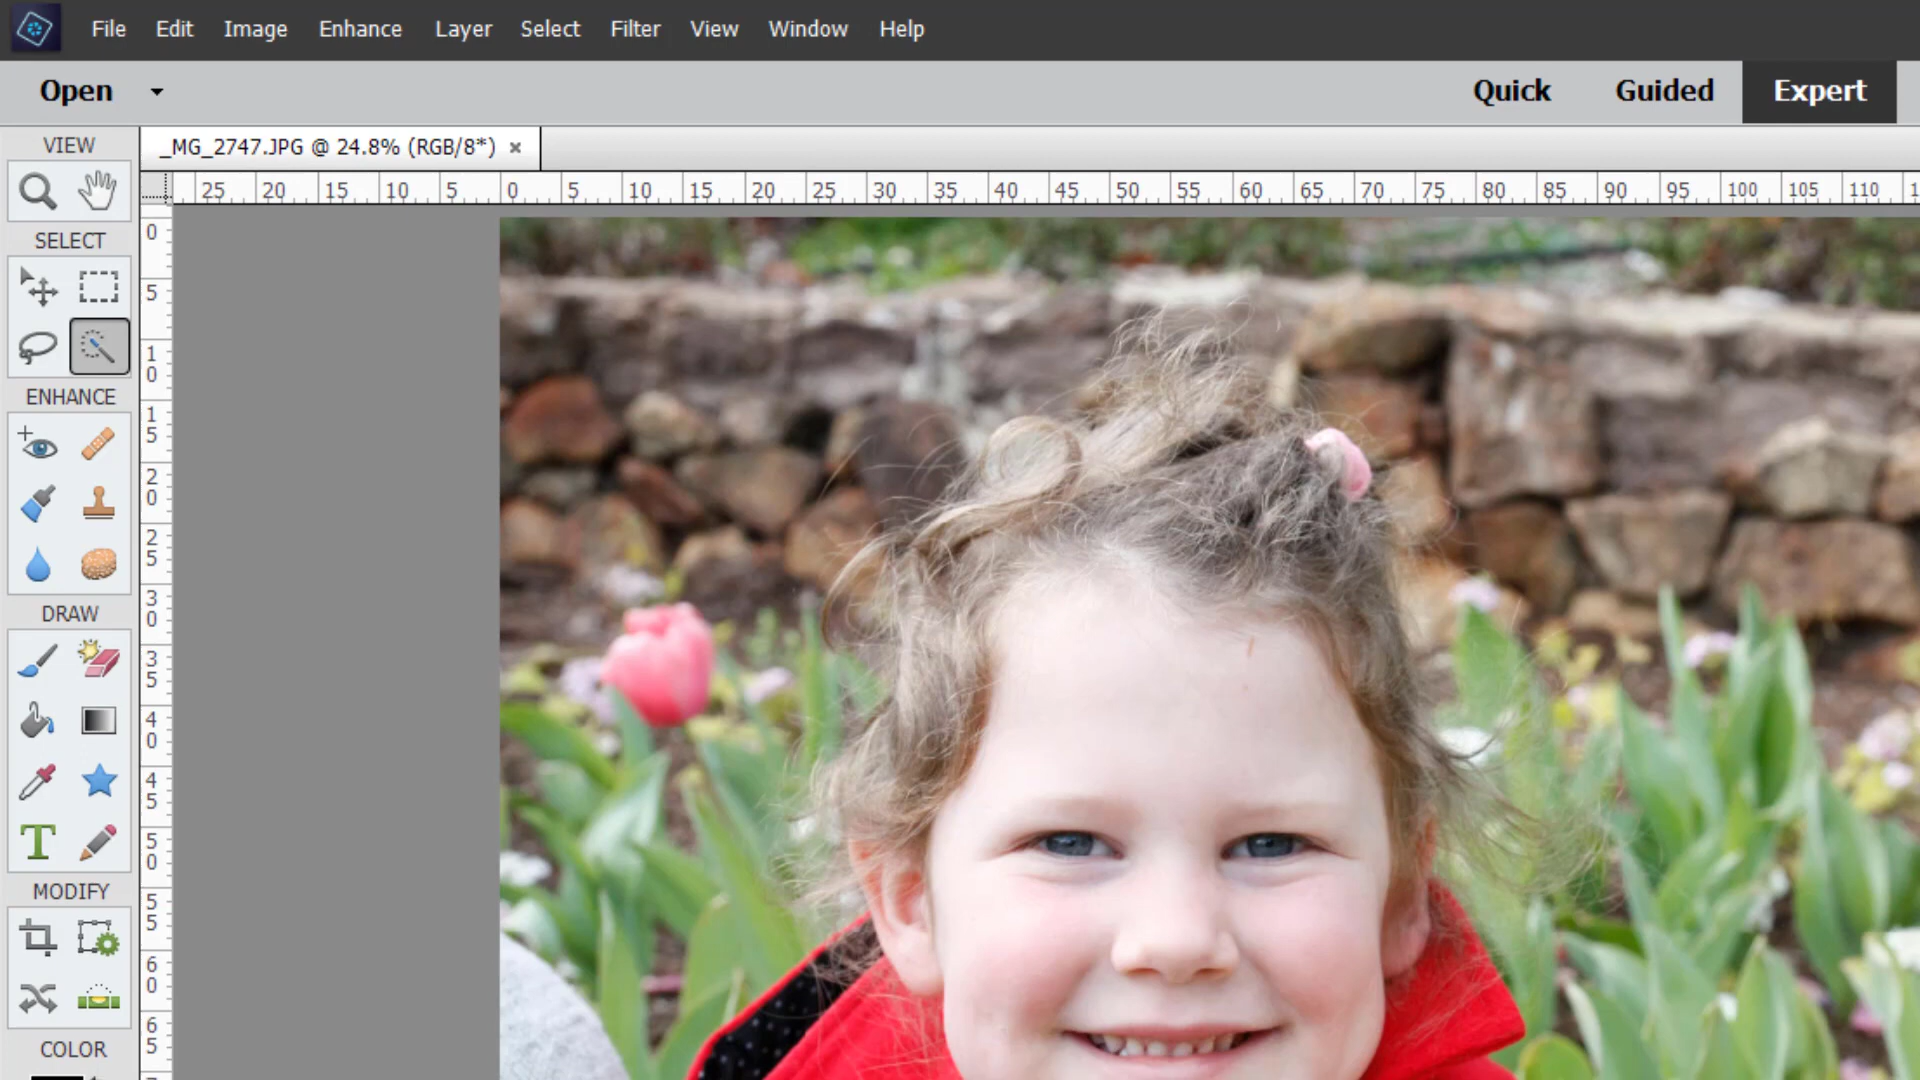 File Edit Image Enhance Layer Select Filter View Window Help
Open Quick Guided Expert
VIEW
_MG_2747.JPG @ 24.8% (RGB/8*) ×
25 20 15 10 5 0 5 10 15 20 25 30 35 40 45 50 55 60 65 70 75 80 85 90 95 100 105 110
SELECT
ENHANCE
DRAW
T
MODIFY
COLOR
0
5
10
15
20
25
30
35
40
45
50
55
60
65